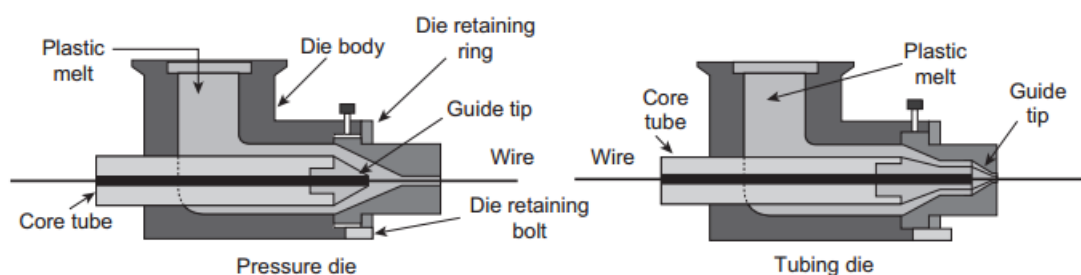 Plastic
melt
Die body
Die retaining
ring
Guide tip
Wire
Core tube
Die retaining
bolt
Pressure die
Plastic
melt
Core
tube
Guide
tip
Wire
Tubing die